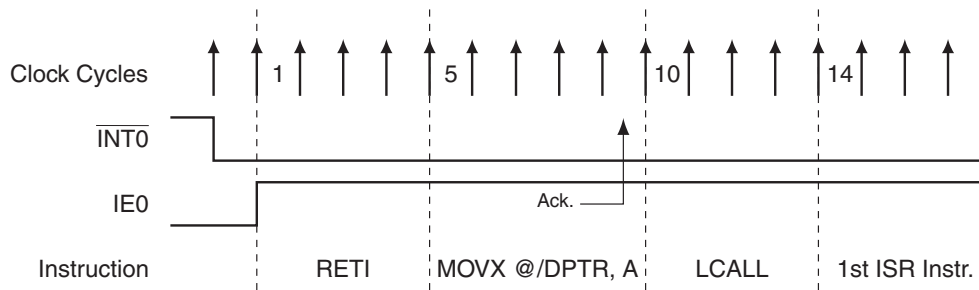 Clock Cycles 1 5 10 14
INT0
IE0
Ack.
Instruction RETI MOVX @/DPTR, A LCALL 1st ISR Instr.